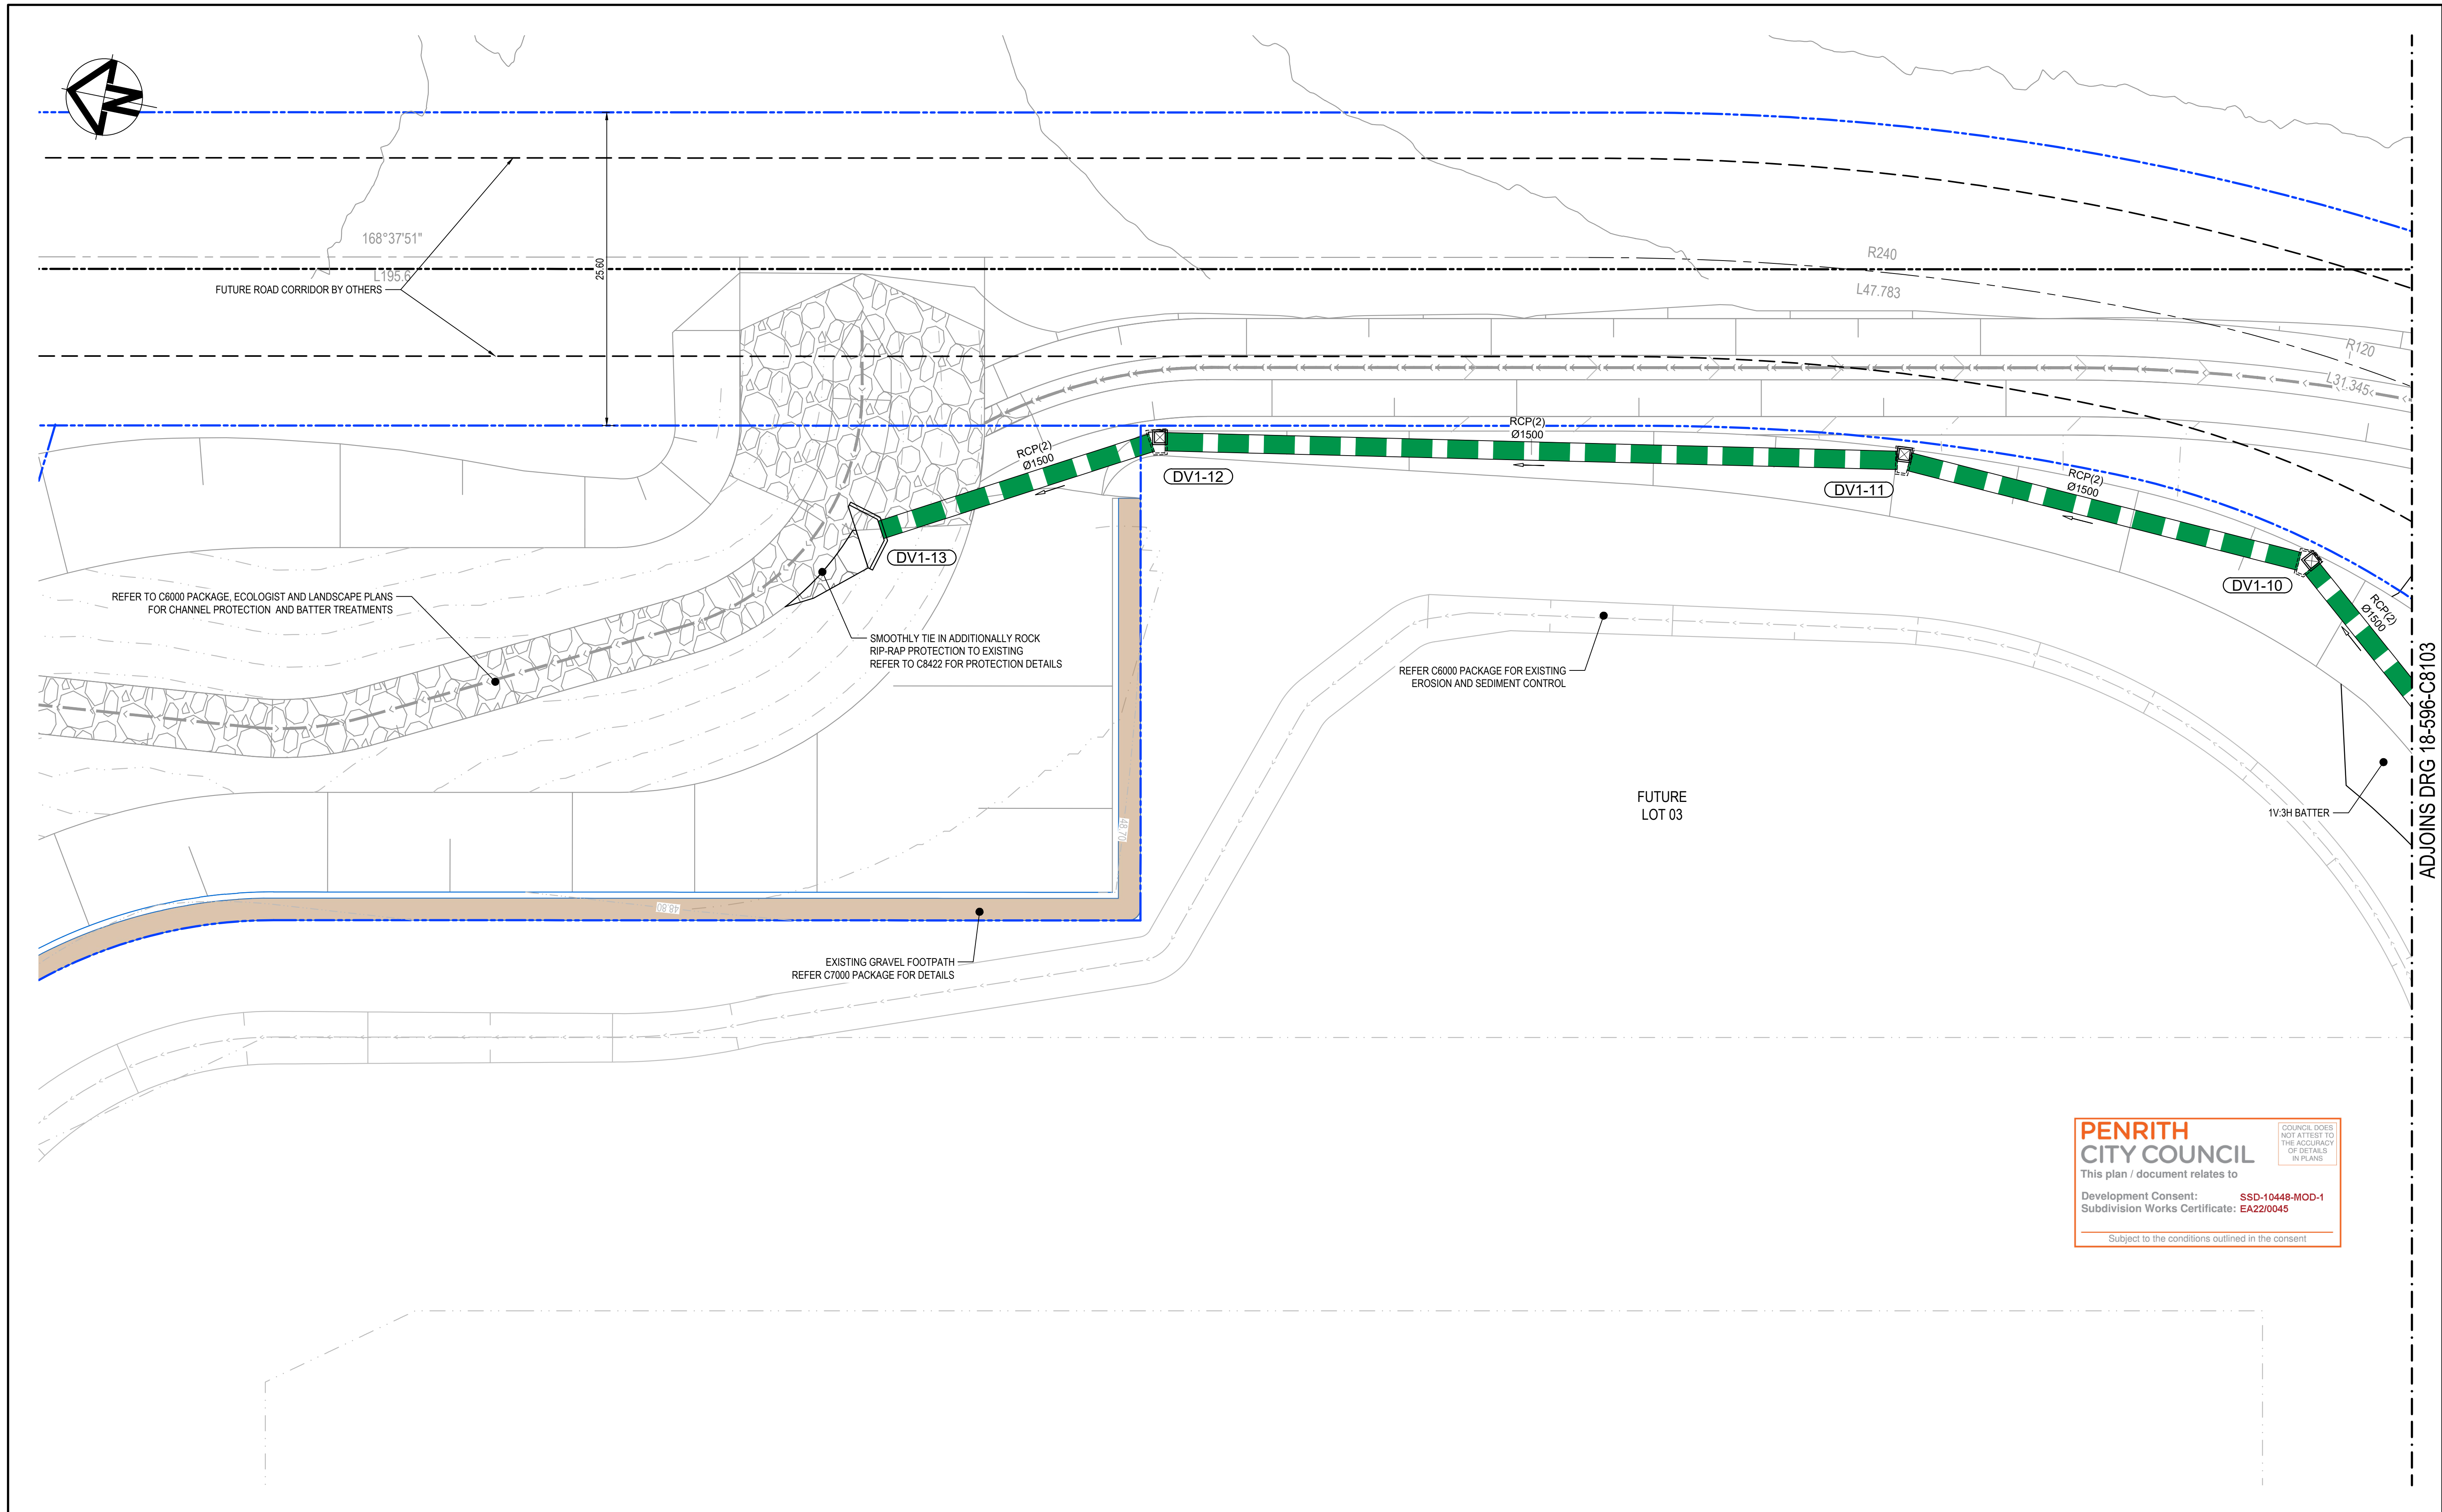 N
168°37'51"
L195.6
FUTURE ROAD CORRIDOR BY OTHERS
25.60
R240
L47.783
R120
L31.345
RCP(2)
Ø1500
RCP(2)
Ø1500
RCP(2)
Ø1500
RCP(2)
Ø1500
DV1-12
DV1-11
DV1-13
DV1-10
REFER TO C6000 PACKAGE, ECOLOGIST AND LANDSCAPE PLANS
FOR CHANNEL PROTECTION AND BATTER TREATMENTS
SMOOTHLY TIE IN ADDITIONALLY ROCK
RIP-RAP PROTECTION TO EXISTING
REFER TO C8422 FOR PROTECTION DETAILS
REFER C6000 PACKAGE FOR EXISTING
EROSION AND SEDIMENT CONTROL
FUTURE
LOT 03
1V:3H BATTER
ADJOINS DRG 18-596-C8103
48.70
48.80
EXISTING GRAVEL FOOTPATH
REFER C7000 PACKAGE FOR DETAILS
PENRITH
CITY COUNCIL
COUNCIL DOES
NOT ATTEST TO
THE ACCURACY
OF DETAILS
IN PLANS
This plan / document relates to
Development Consent: SSD-10448-MOD-1
Subdivision Works Certificate: EA22/0045
Subject to the conditions outlined in the consent